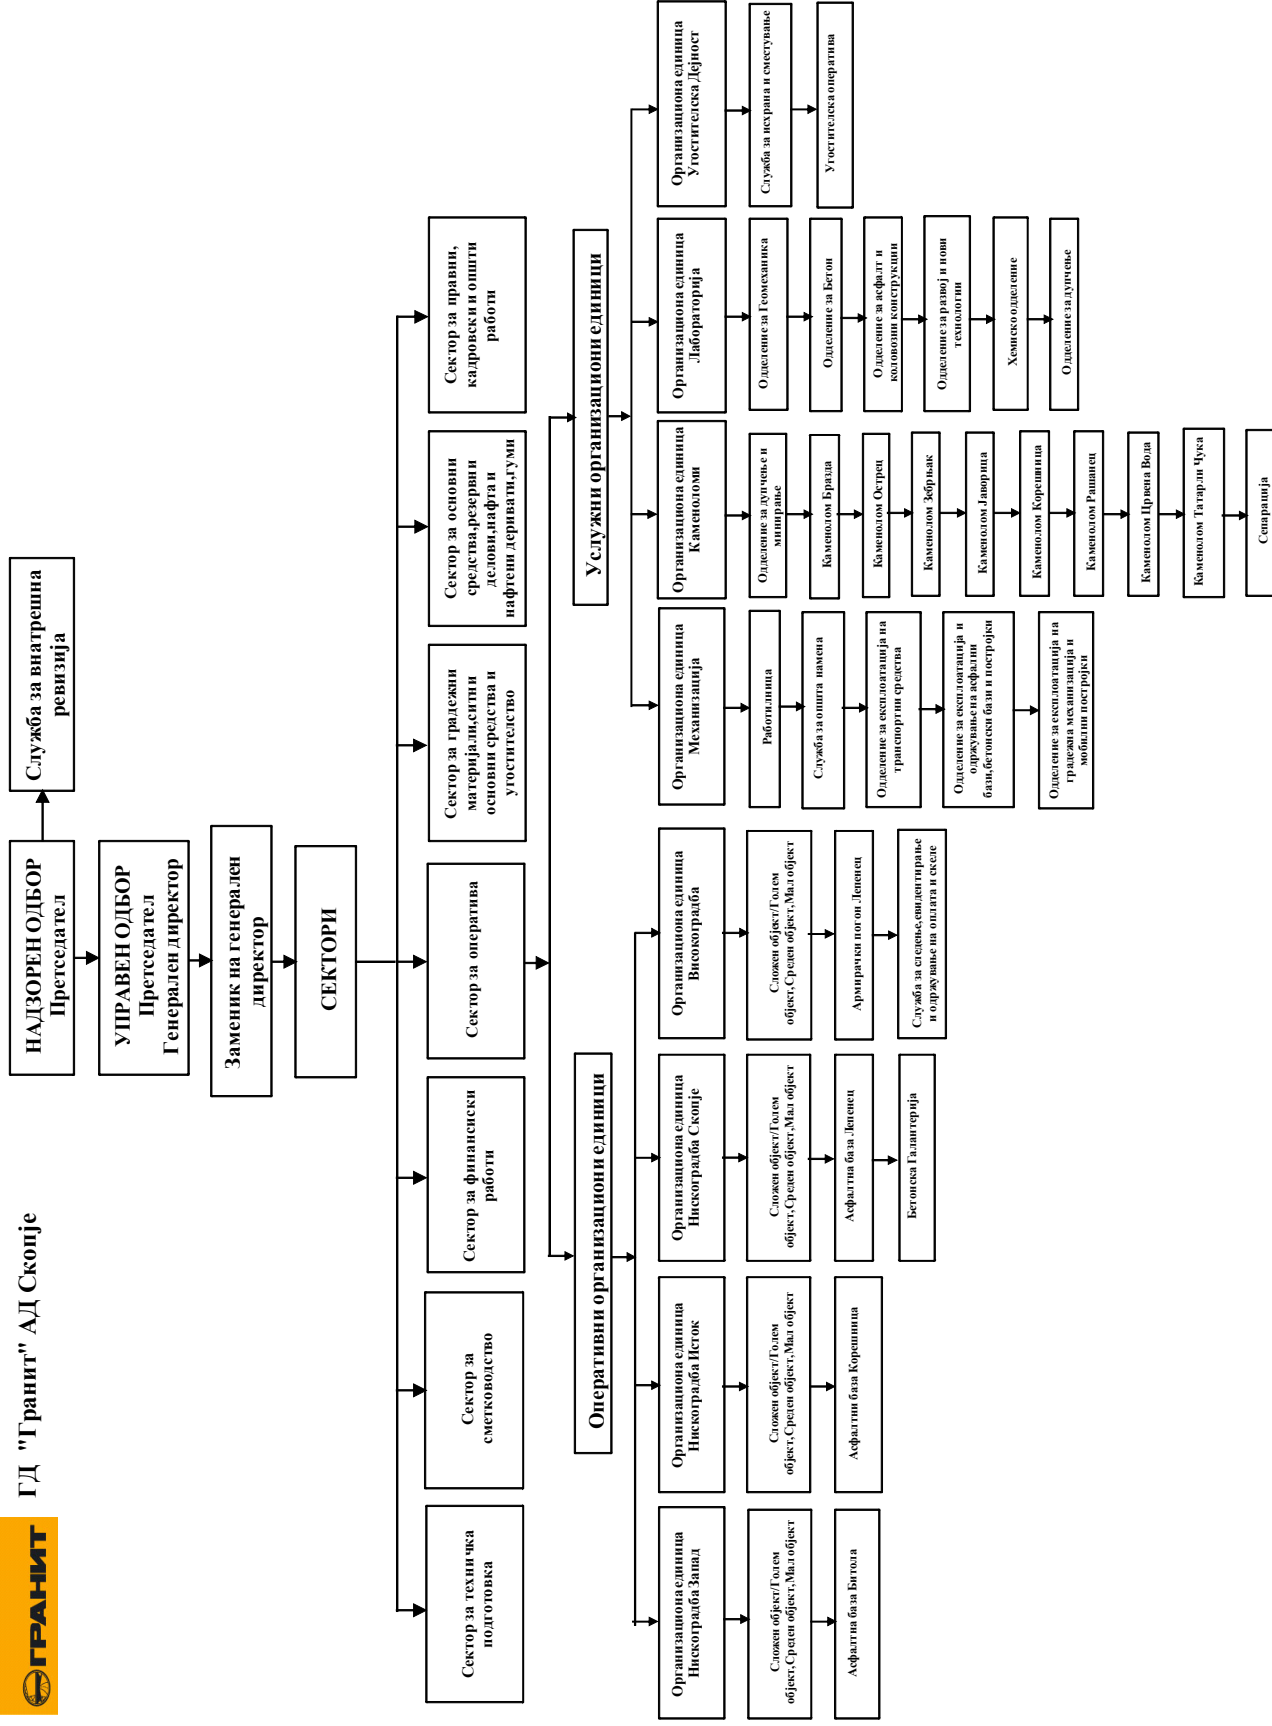 ГРАНИТ
ГД "Гранит" АД Скопје
НАДЗОРЕН ОДБОР
Претседател
Служба за внатрешна
ревизија
УПРАВЕН ОДБОР
Претседател
Генерален директор
Заменик на генерален
директор
СЕКТОРИ
Сектор за техничка
подготовка
Сектор за
сметководство
Сектор за финансиски
работи
Сектор за оператива
Сектор за градежни
материјали,ситни и
основни средства и
угостителство
Сектор за основни
средства,резервни
делови,нафта и
нафтени деривати,гуми
Сектор за правни,
кадровски и општи
работи
Оперативни организациони единици
Услужни организациони единици
Организациона единица
Нискоградба Запад
Сложен објект/Голем
објект,Среден објект,Мал објект
Асфалтна база Битола
Организациона единица
Нискоградба Исток
Сложен објект/Голем
објект,Среден објект,Мал објект
Асфалтни база Корешница
Организациона единица
Нискоградба Скопје
Сложен објект/Голем
објект,Среден објект,Мал објект
Асфалтна база Лепенец
Бетонска Галантерија
Организациона единица
Високоградба
Сложен објект/Голем
објект,Среден објект,Мал објект
Армирачки погон Лепенец
Служба за следење,евидентирање
и одржување на оплата и скеле
Организациона единица
Механизација
Работилница
Служба за општа намена
Одделение за експлоатација на
транспортни средства
Одделение за експлоатација и
одржување на асфални
бази,бетонски бази и постројки
Одделение за експлоатација на
градежна механизација и
мобилни постројки
Организациона единица
Каменоломи
Одделение за дупчење и
минирање
Каменолом Бразда
Каменолом Острец
Каменолом Зебрњак
Каменолом Јаворица
Каменолом Корешница
Каменолом Рашанец
Каменолом Црвена Вода
Каменолом Татарли Чука
Сепарација
Организациона единица
Лабораторија
Одделение за Геомеханика
Одделение за Бетон
Одделение за асфалт и
коловозни конструкции
Одделение за развој и нови
технологии
Хемиско одделение
Одделение за дупчење
Организациона единица
Угостителска Дејност
Служба за исхрана и сместување
Угостителска оператива